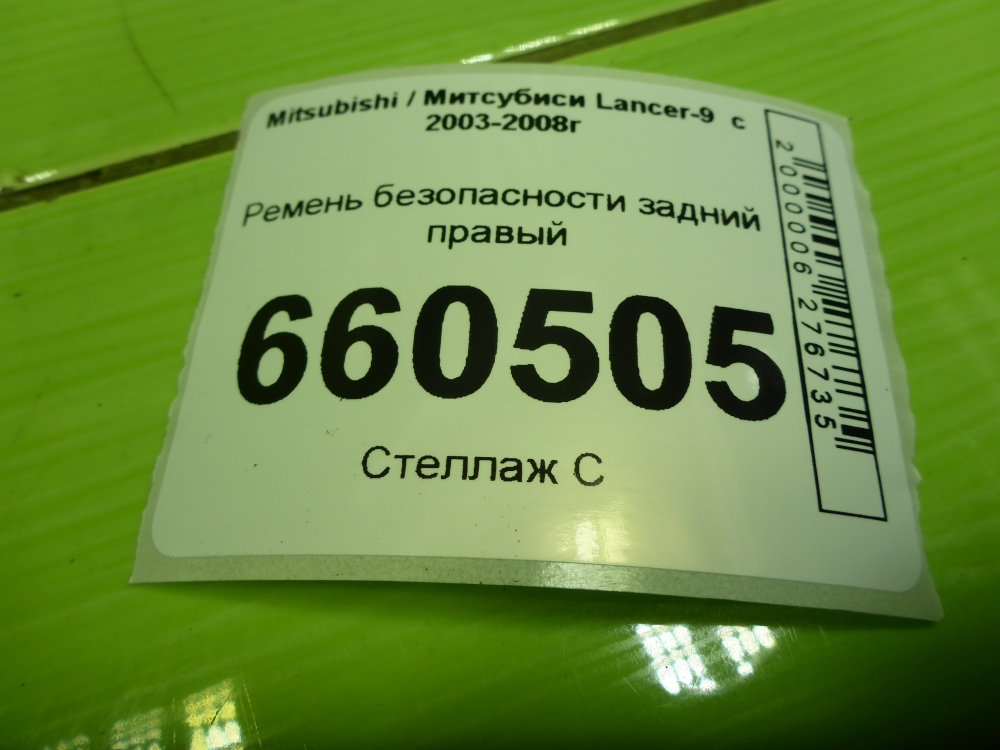 Mitsubishi / Митсубиси Lancer-9 с
2003-2008г
Ремень безопасности задний
правый
660505
Стеллаж С
2000006276735